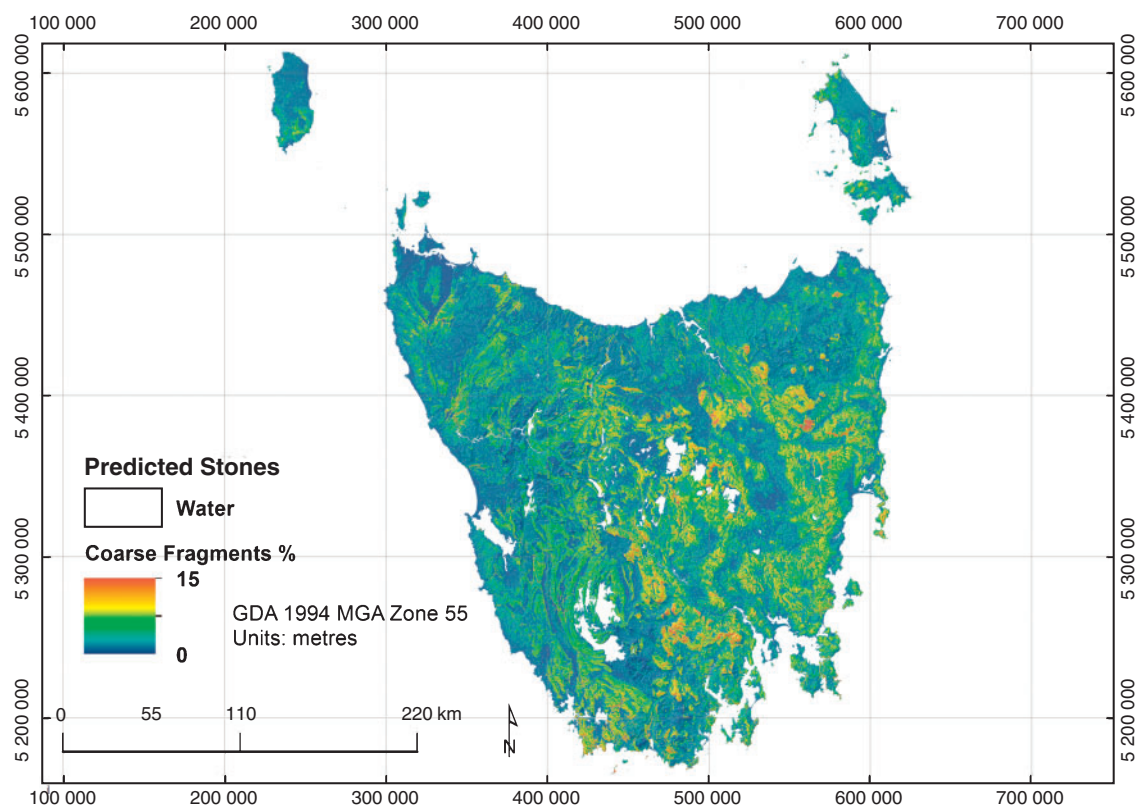 100 000 200 000 300 000 400 000 500 000 600 000 700 000
5 600 000 5 600 000
5 500 000 5 500 000
5 400 000 5 400 000
Predicted Stones
Water
5 300 000 5 300 000
Coarse Fragments %
15
0
GDA 1994 MGA Zone 55
Units: metres
5 200 000 5 200 000
0 55 110 220 km
N
100 000 200 000 300 000 400 000 500 000 600 000 700 000